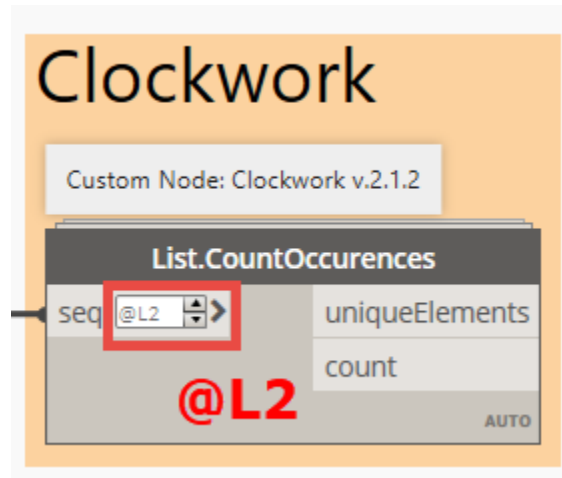 Clockwork
Custom Node: Clockwork v.2.1.2
List.CountOccurences
seq @L2 > uniqueElements
count
@L2
AUTO